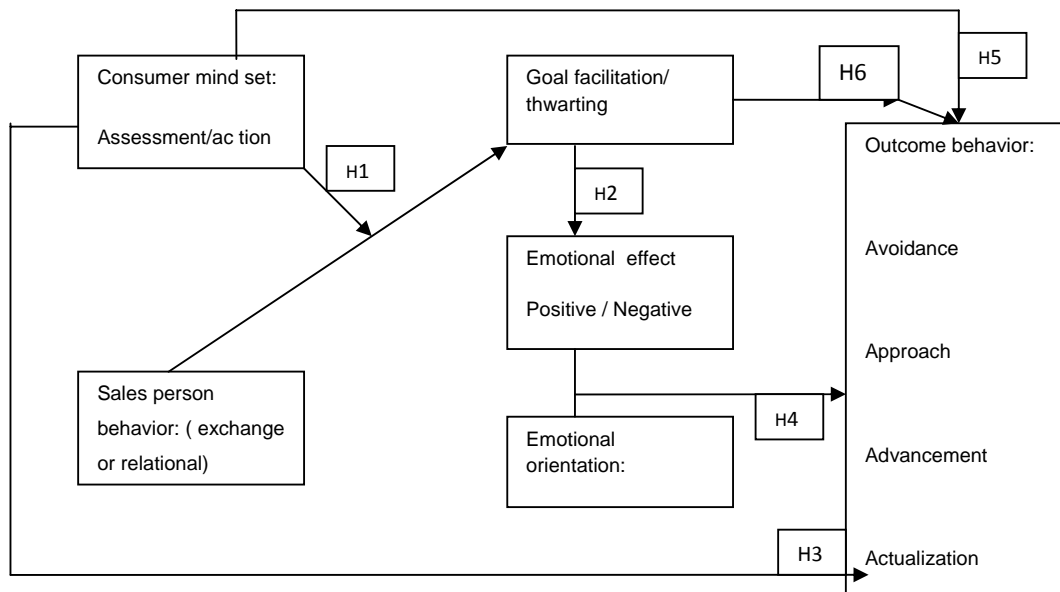 Consumer mind set:
Assessment/ac tion
H1
Sales person
behavior: ( exchange
or relational)
Goal facilitation/
thwarting
H2
Emotional effect
Positive / Negative
Emotional
orientation:
H6
H5
H4
H3
Outcome behavior:
Avoidance
Approach
Advancement
Actualization